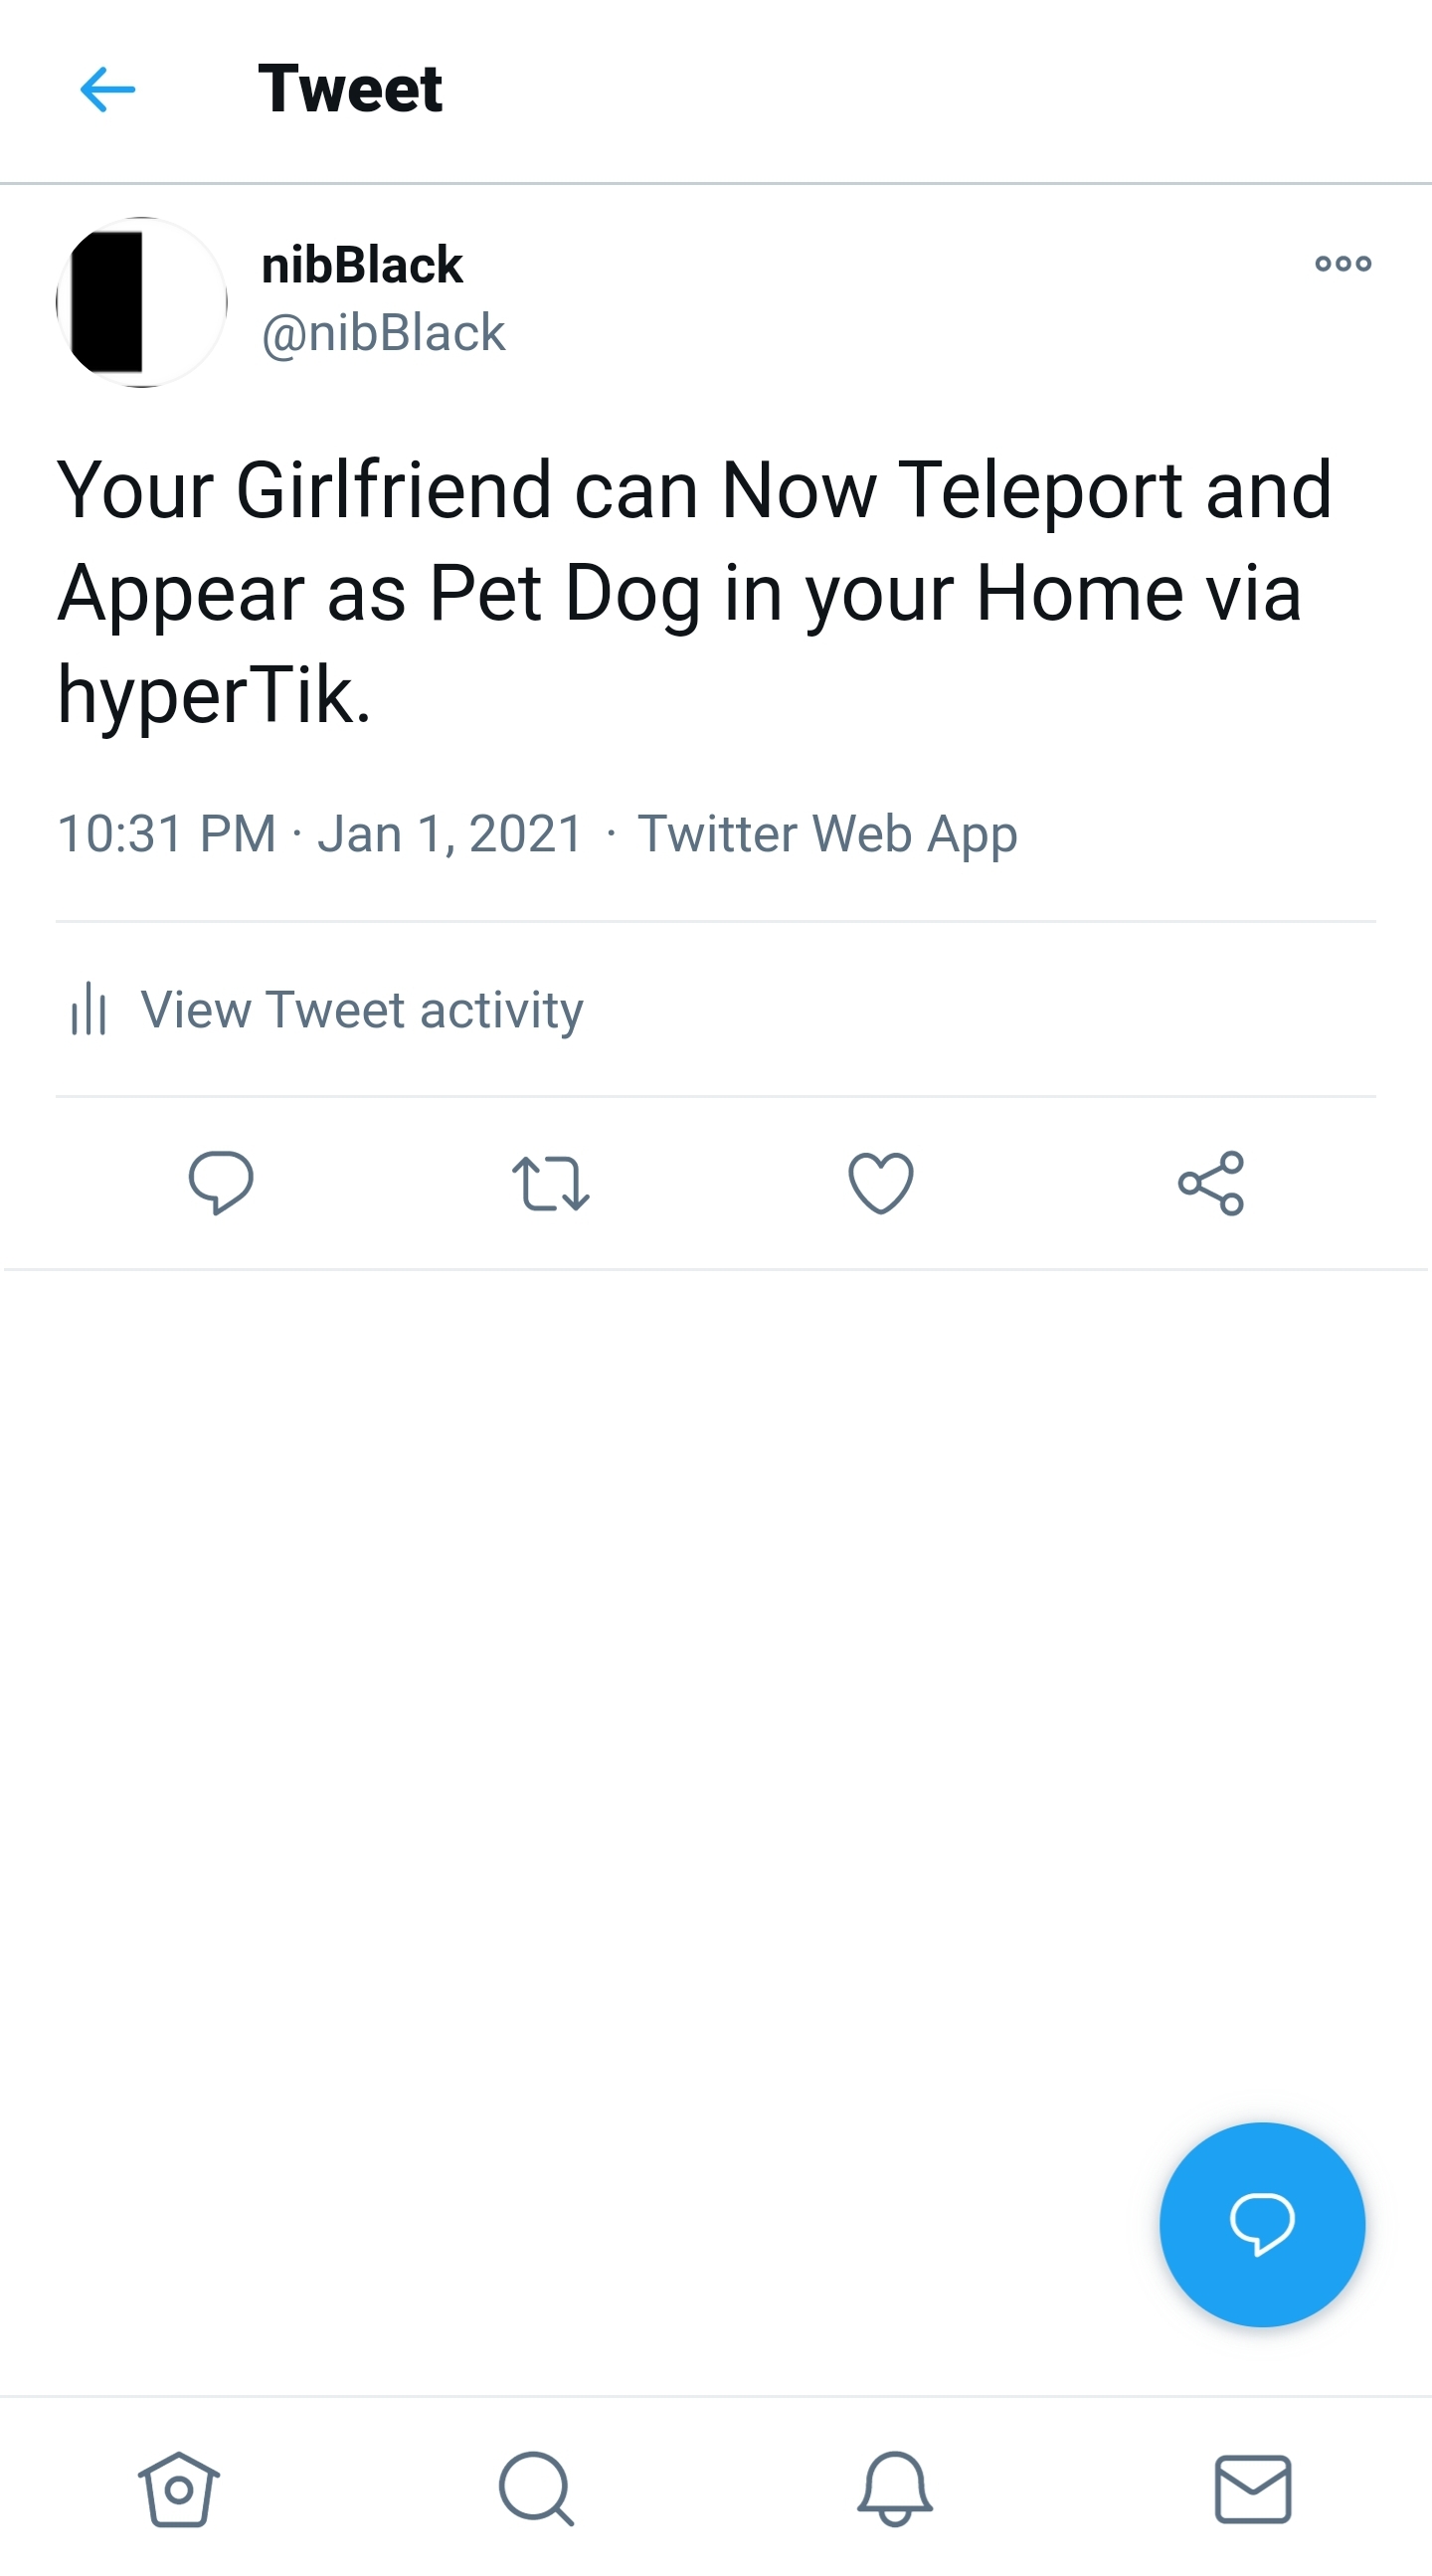 Tweet
nibBlack
@nibBlack
Your Girlfriend can Now Teleport and
Appear as Pet Dog in your Home via
hyperTik.
10:31 PM · Jan 1, 2021 · Twitter Web App
View Tweet activity